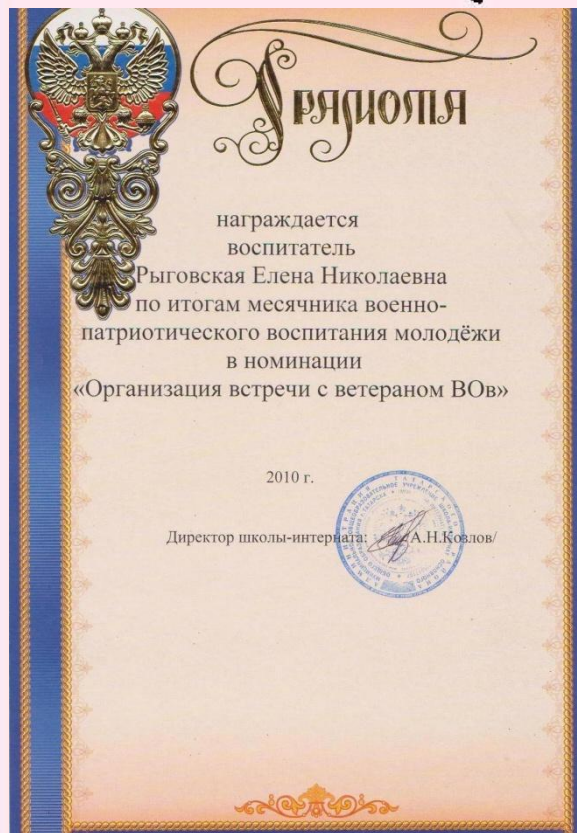 Грамота
награждается
воспитатель
Рыговская Елена Николаевна
по итогам месячника военно-
патриотического воспитания молодёжи
в номинации
«Организация встречи с ветераном ВОв»
2010 г.
Директор школы-интерната: А.Н.Козлов/